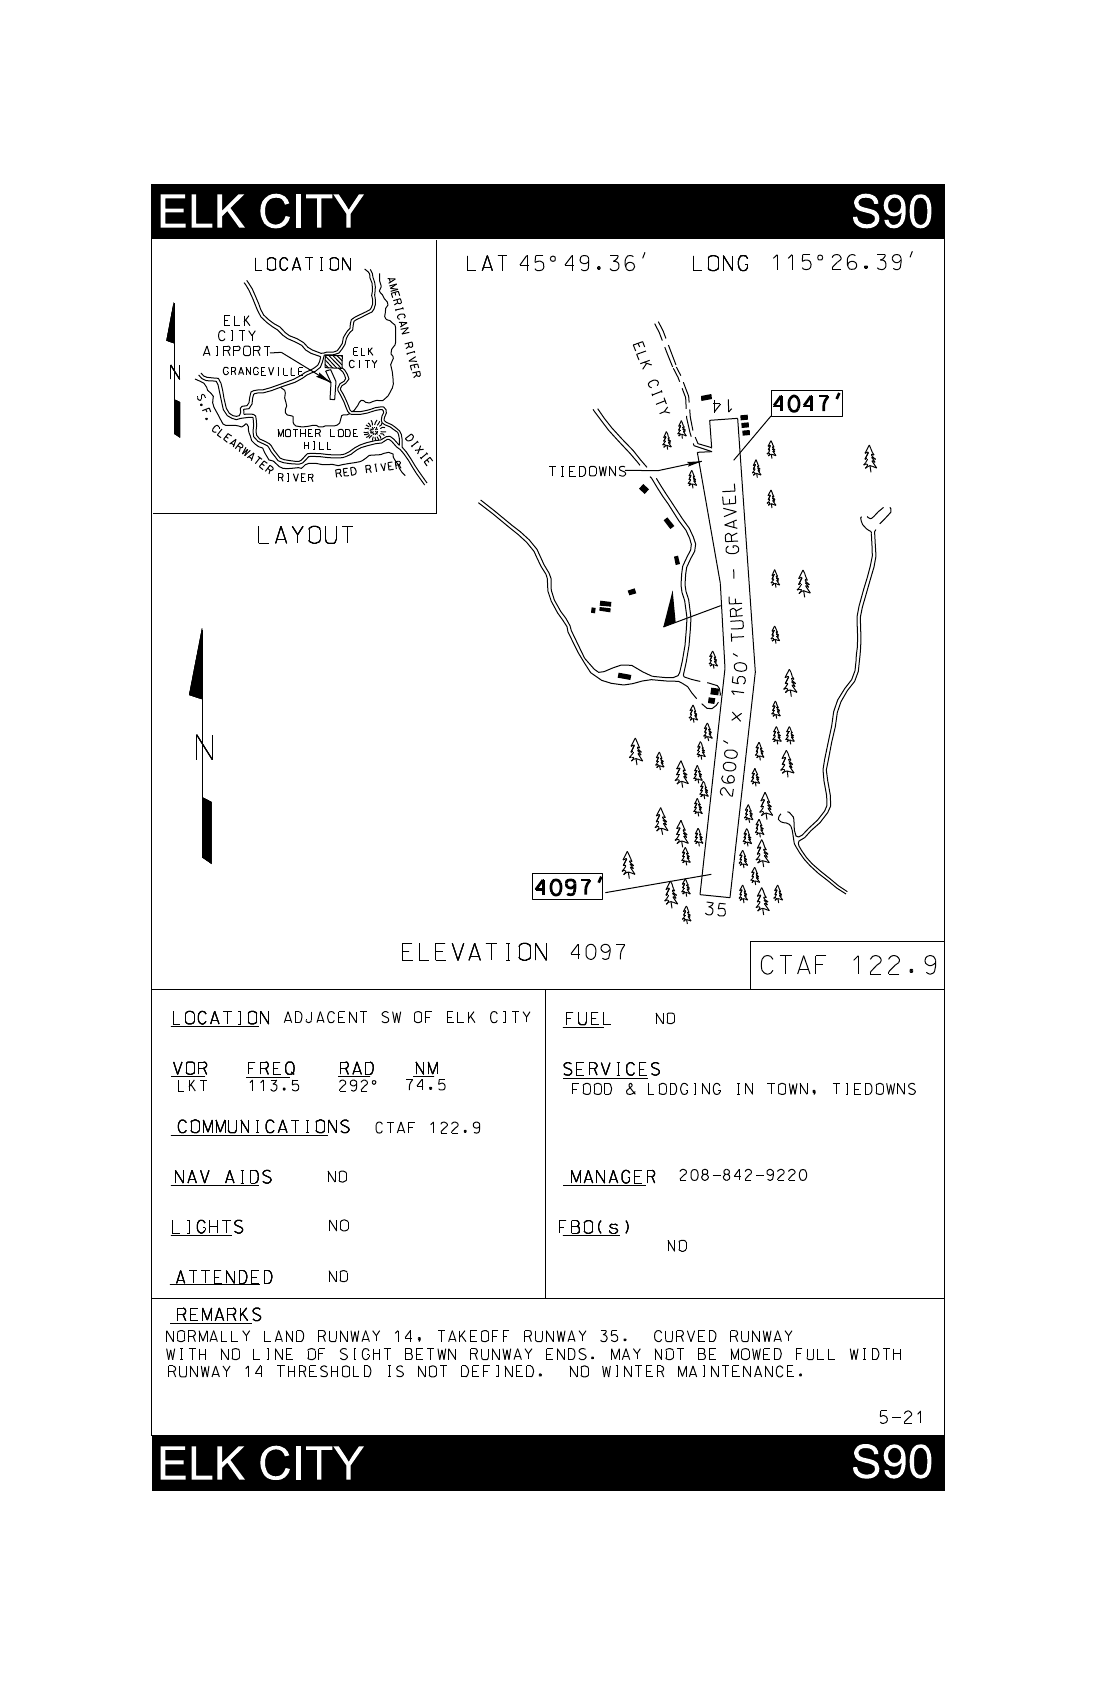 ELK CITY S90
LOCATION
ELK
CITY
AIRPORT
GRANGEVILLE
ELK
CITY
AMERICAN RIVER
N
MOTHER LODE
HILL
S.F. CLEARWATER
RIVER
RED RIVER
DIXIE
LAT 45°49.36′ LONG 115°26.39′
LAYOUT
N
ELK CITY
14
4047′
TIEDOWNS
2600′ x 150′ TURF - GRAVEL
4097′
35
ELEVATION 4097
CTAF 122.9
LOCATION ADJACENT SW OF ELK CITY
VOR FREQ RAD NM
LKT 113.5 292° 74.5
COMMUNICATIONS CTAF 122.9
NAV AIDS NO
LIGHTS NO
ATTENDED NO
FUEL NO
SERVICES
FOOD & LODGING IN TOWN, TIEDOWNS
MANAGER 208-842-9220
FBO(s)
NO
REMARKS
NORMALLY LAND RUNWAY 14, TAKEOFF RUNWAY 35. CURVED RUNWAY
WITH NO LINE OF SIGHT BETWN RUNWAY ENDS. MAY NOT BE MOWED FULL WIDTH
RUNWAY 14 THRESHOLD IS NOT DEFINED. NO WINTER MAINTENANCE.
5-21
ELK CITY S90